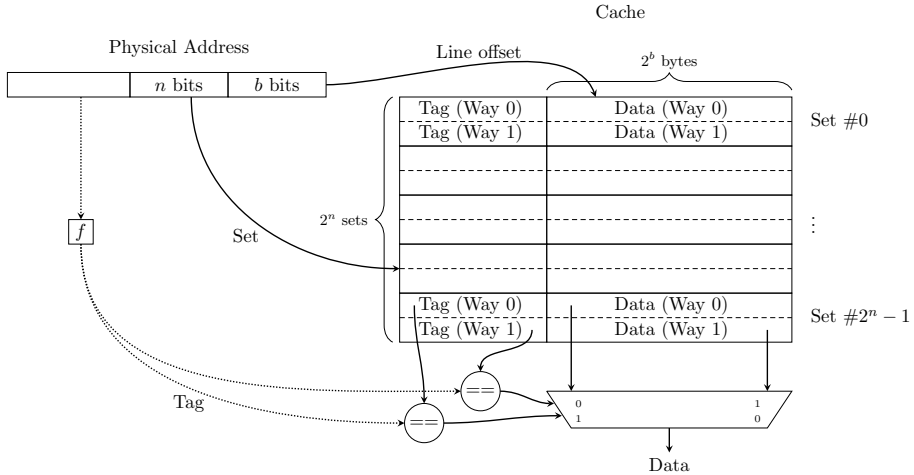 Cache
Physical Address
Line offset
2^b bytes
n bits
b bits
Tag (Way 0)
Data (Way 0)
Set #0
Tag (Way 1)
Data (Way 1)
2^n sets
f
Set
⋮
Tag (Way 0)
Data (Way 0)
Set #2^n − 1
Tag (Way 1)
Data (Way 1)
==
0
1
Tag
==
1
0
Data